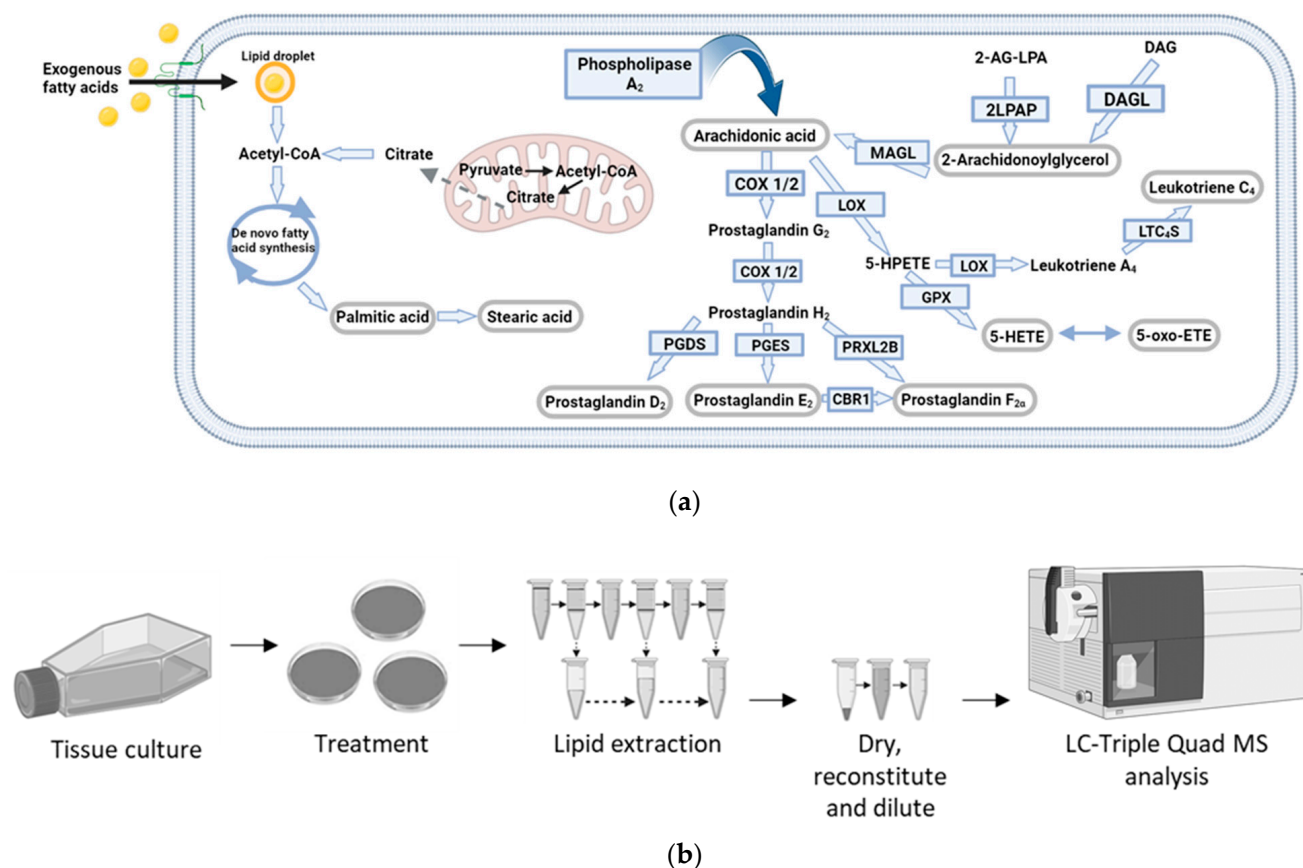 Exogenous
fatty acids
Lipid droplet
Acetyl-CoA
Citrate
Pyruvate
Acetyl-CoA
Citrate
De novo fatty
acid synthesis
Palmitic acid
Stearic acid
Phospholipase
A₂
Arachidonic acid
MAGL
2-AG-LPA
DAG
2LPAP
DAGL
2-Arachidonoylglycerol
COX 1/2
LOX
Leukotriene C₄
LTC₄S
Prostaglandin G₂
5-HPETE
LOX
Leukotriene A₄
COX 1/2
GPX
Prostaglandin H₂
5-HETE
5-oxo-ETE
PGDS
PGES
PRXL2B
Prostaglandin D₂
Prostaglandin E₂
CBR1
Prostaglandin F₂α
(a)
Tissue culture
Treatment
Lipid extraction
Dry,
reconstitute
and dilute
LC-Triple Quad MS
analysis
(b)